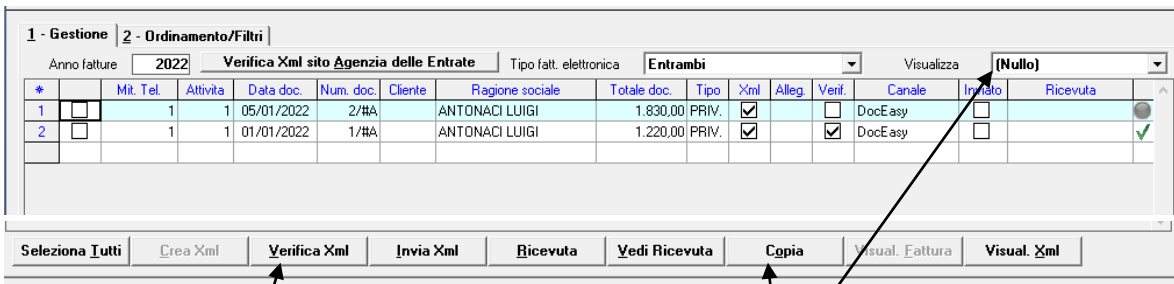 1 - Gestione 2 - Ordinamento/Filtri
Anno fatture 2022 Verifica Xml sito Agenzia delle Entrate Tipo fatt. elettronica Entrambi Visualizza (Nullo)
* Mit. Tel. Attivita Data doc. Num. doc. Cliente Ragione sociale Totale doc. Tipo Xml Alleg. Verif. Canale Inviato Ricevuta
1 1 1 05/01/2022 2/#A ANTONACI LUIGI 1.830,00 PRIV. DocEasy
2 1 1 01/01/2022 1/#A ANTONACI LUIGI 1.220,00 PRIV. DocEasy
Seleziona Tutti Crea Xml Verifica Xml Invia Xml Ricevuta Vedi Ricevuta Copia Visual. Fattura Visual. Xml